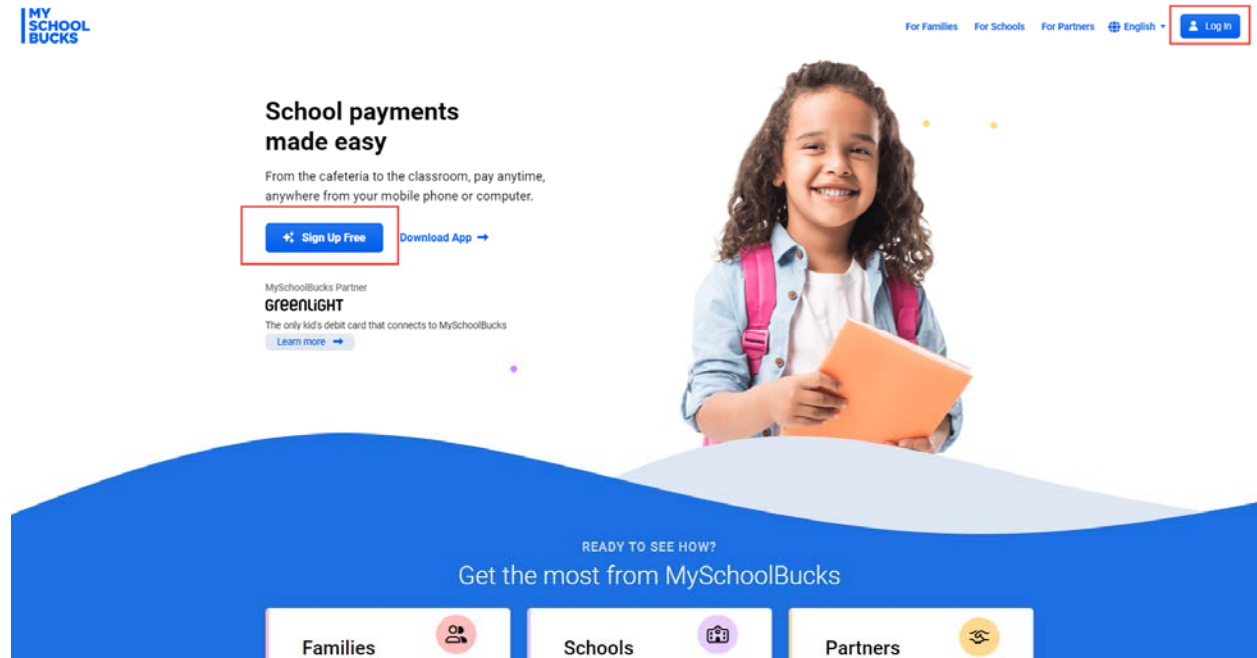 MY
SCHOOL
BUCKS
For Families For Schools For Partners English Log In
School payments
made easy
From the cafeteria to the classroom, pay anytime,
anywhere from your mobile phone or computer.
Sign Up Free Download App
MySchoolBucks Partner
GReenLiGHT
The only kid's debit card that connects to MySchoolBucks
Learn more
READY TO SEE HOW?
Get the most from MySchoolBucks
Families Schools Partners